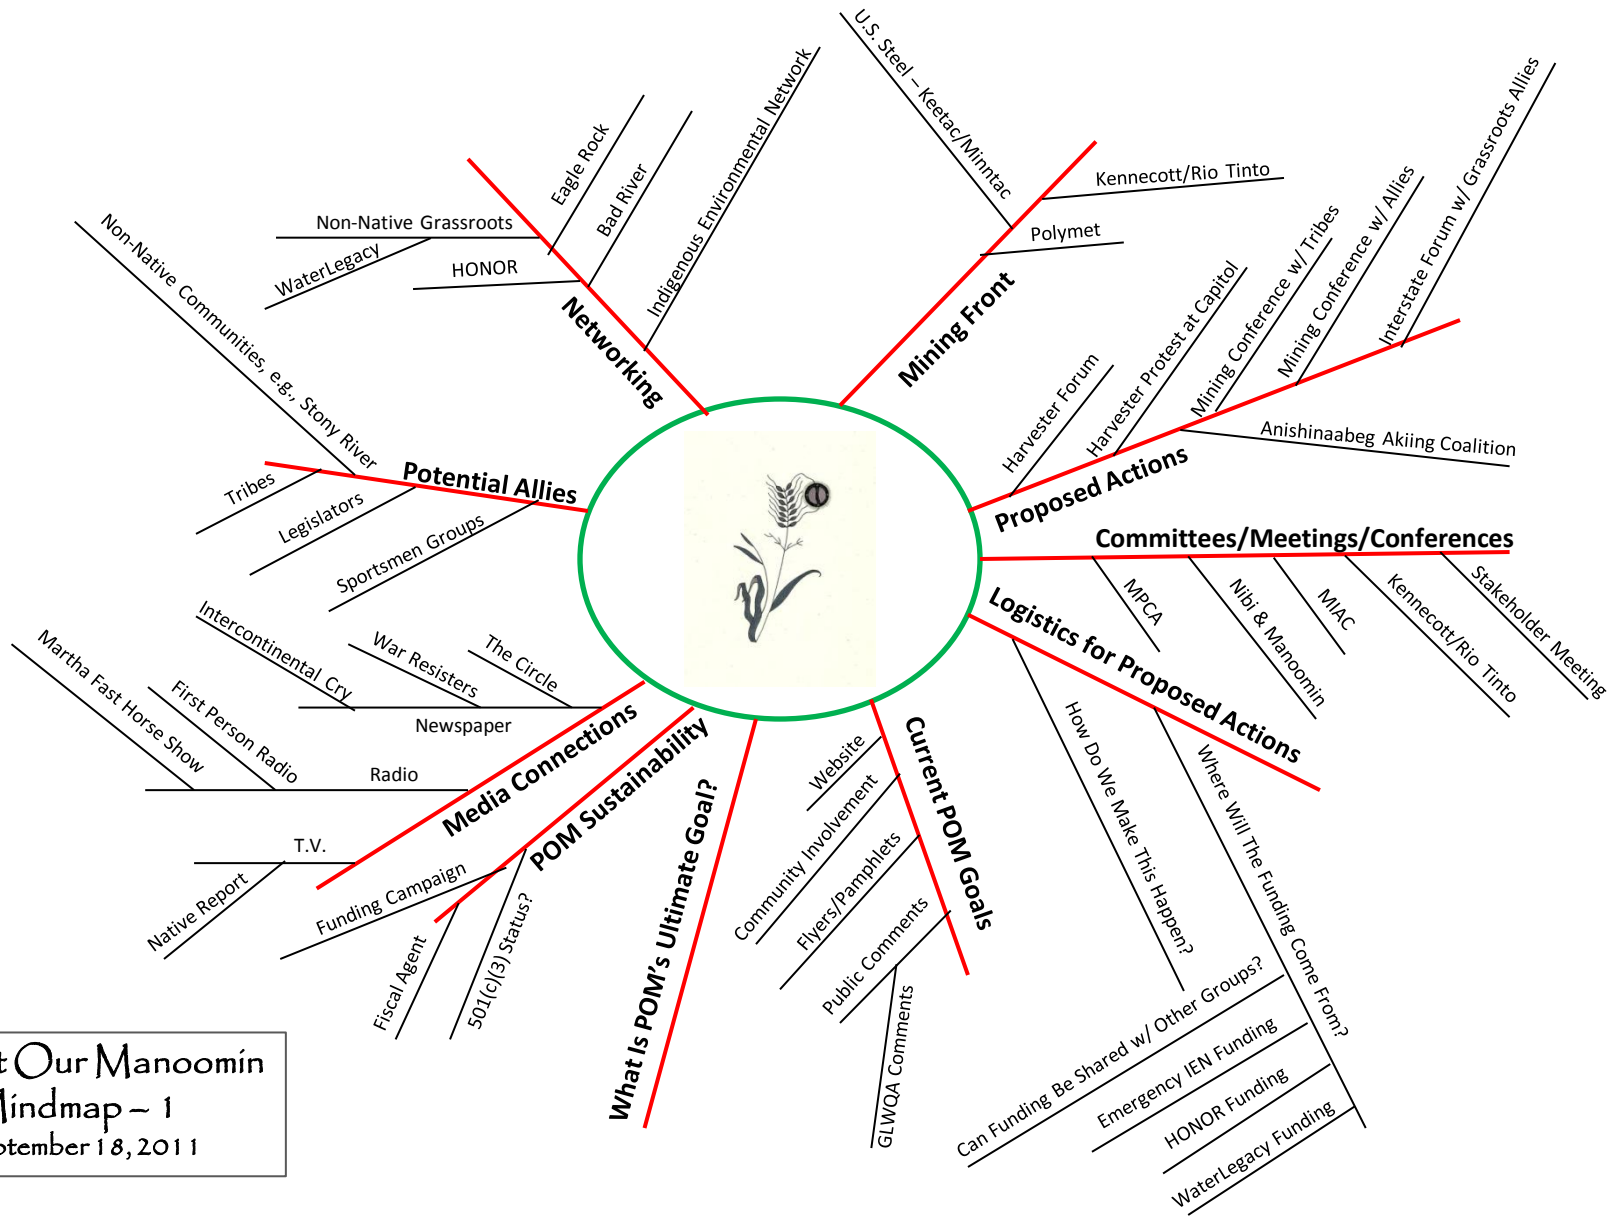 U.S. Steel – Keetac/Minntac
Kennecott/Rio Tinto
Polymet
Mining Front
Eagle Rock
Bad River
Indigenous Environmental Network
Non-Native Grassroots
WaterLegacy
HONOR
Networking
Non-Native Communities, e.g., Stony River
Potential Allies
Tribes
Legislators
Sportsmen Groups
Harvester Forum
Harvester Protest at Capitol
Mining Conference w/ Tribes
Mining Conference w/ Allies
Interstate Forum w/ Grassroots Allies
Anishinaabeg Akiing Coalition
Proposed Actions
Committees/Meetings/Conferences
MPCA
Nibi & Manoomin
MIAC
Kennecott/Rio Tinto
Stakeholder Meeting
Logistics for Proposed Actions
How Do We Make This Happen?
Where Will The Funding Come From?
Can Funding Be Shared w/ Other Groups?
Emergency IEN Funding
HONOR Funding
WaterLegacy Funding
Current POM Goals
Website
Community Involvement
Flyers/Pamphlets
Public Comments
GLWQA Comments
What Is POM's Ultimate Goal?
POM Sustainability
Funding Campaign
Fiscal Agent
501(c)(3) Status?
Media Connections
Intercontinental Cry
War Resisters
The Circle
Newspaper
Martha Fast Horse Show
First Person Radio
Radio
T.V.
Native Report
t Our Manoomin
Mindmap – 1
ptember 18, 2011